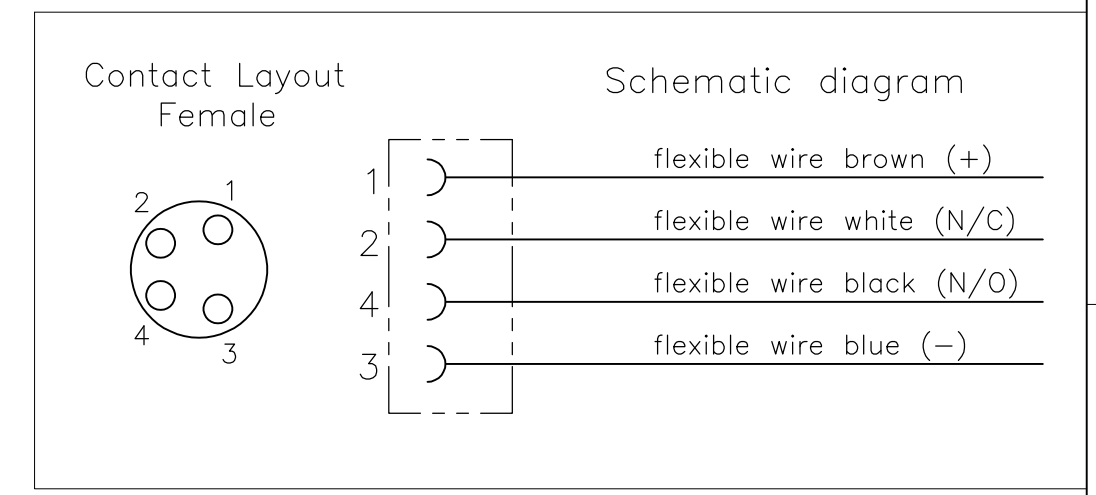 Contact Layout
Female
Schematic diagram
1
2
4
3
1 flexible wire brown (+)
2 flexible wire white (N/C)
4 flexible wire black (N/O)
3 flexible wire blue (−)